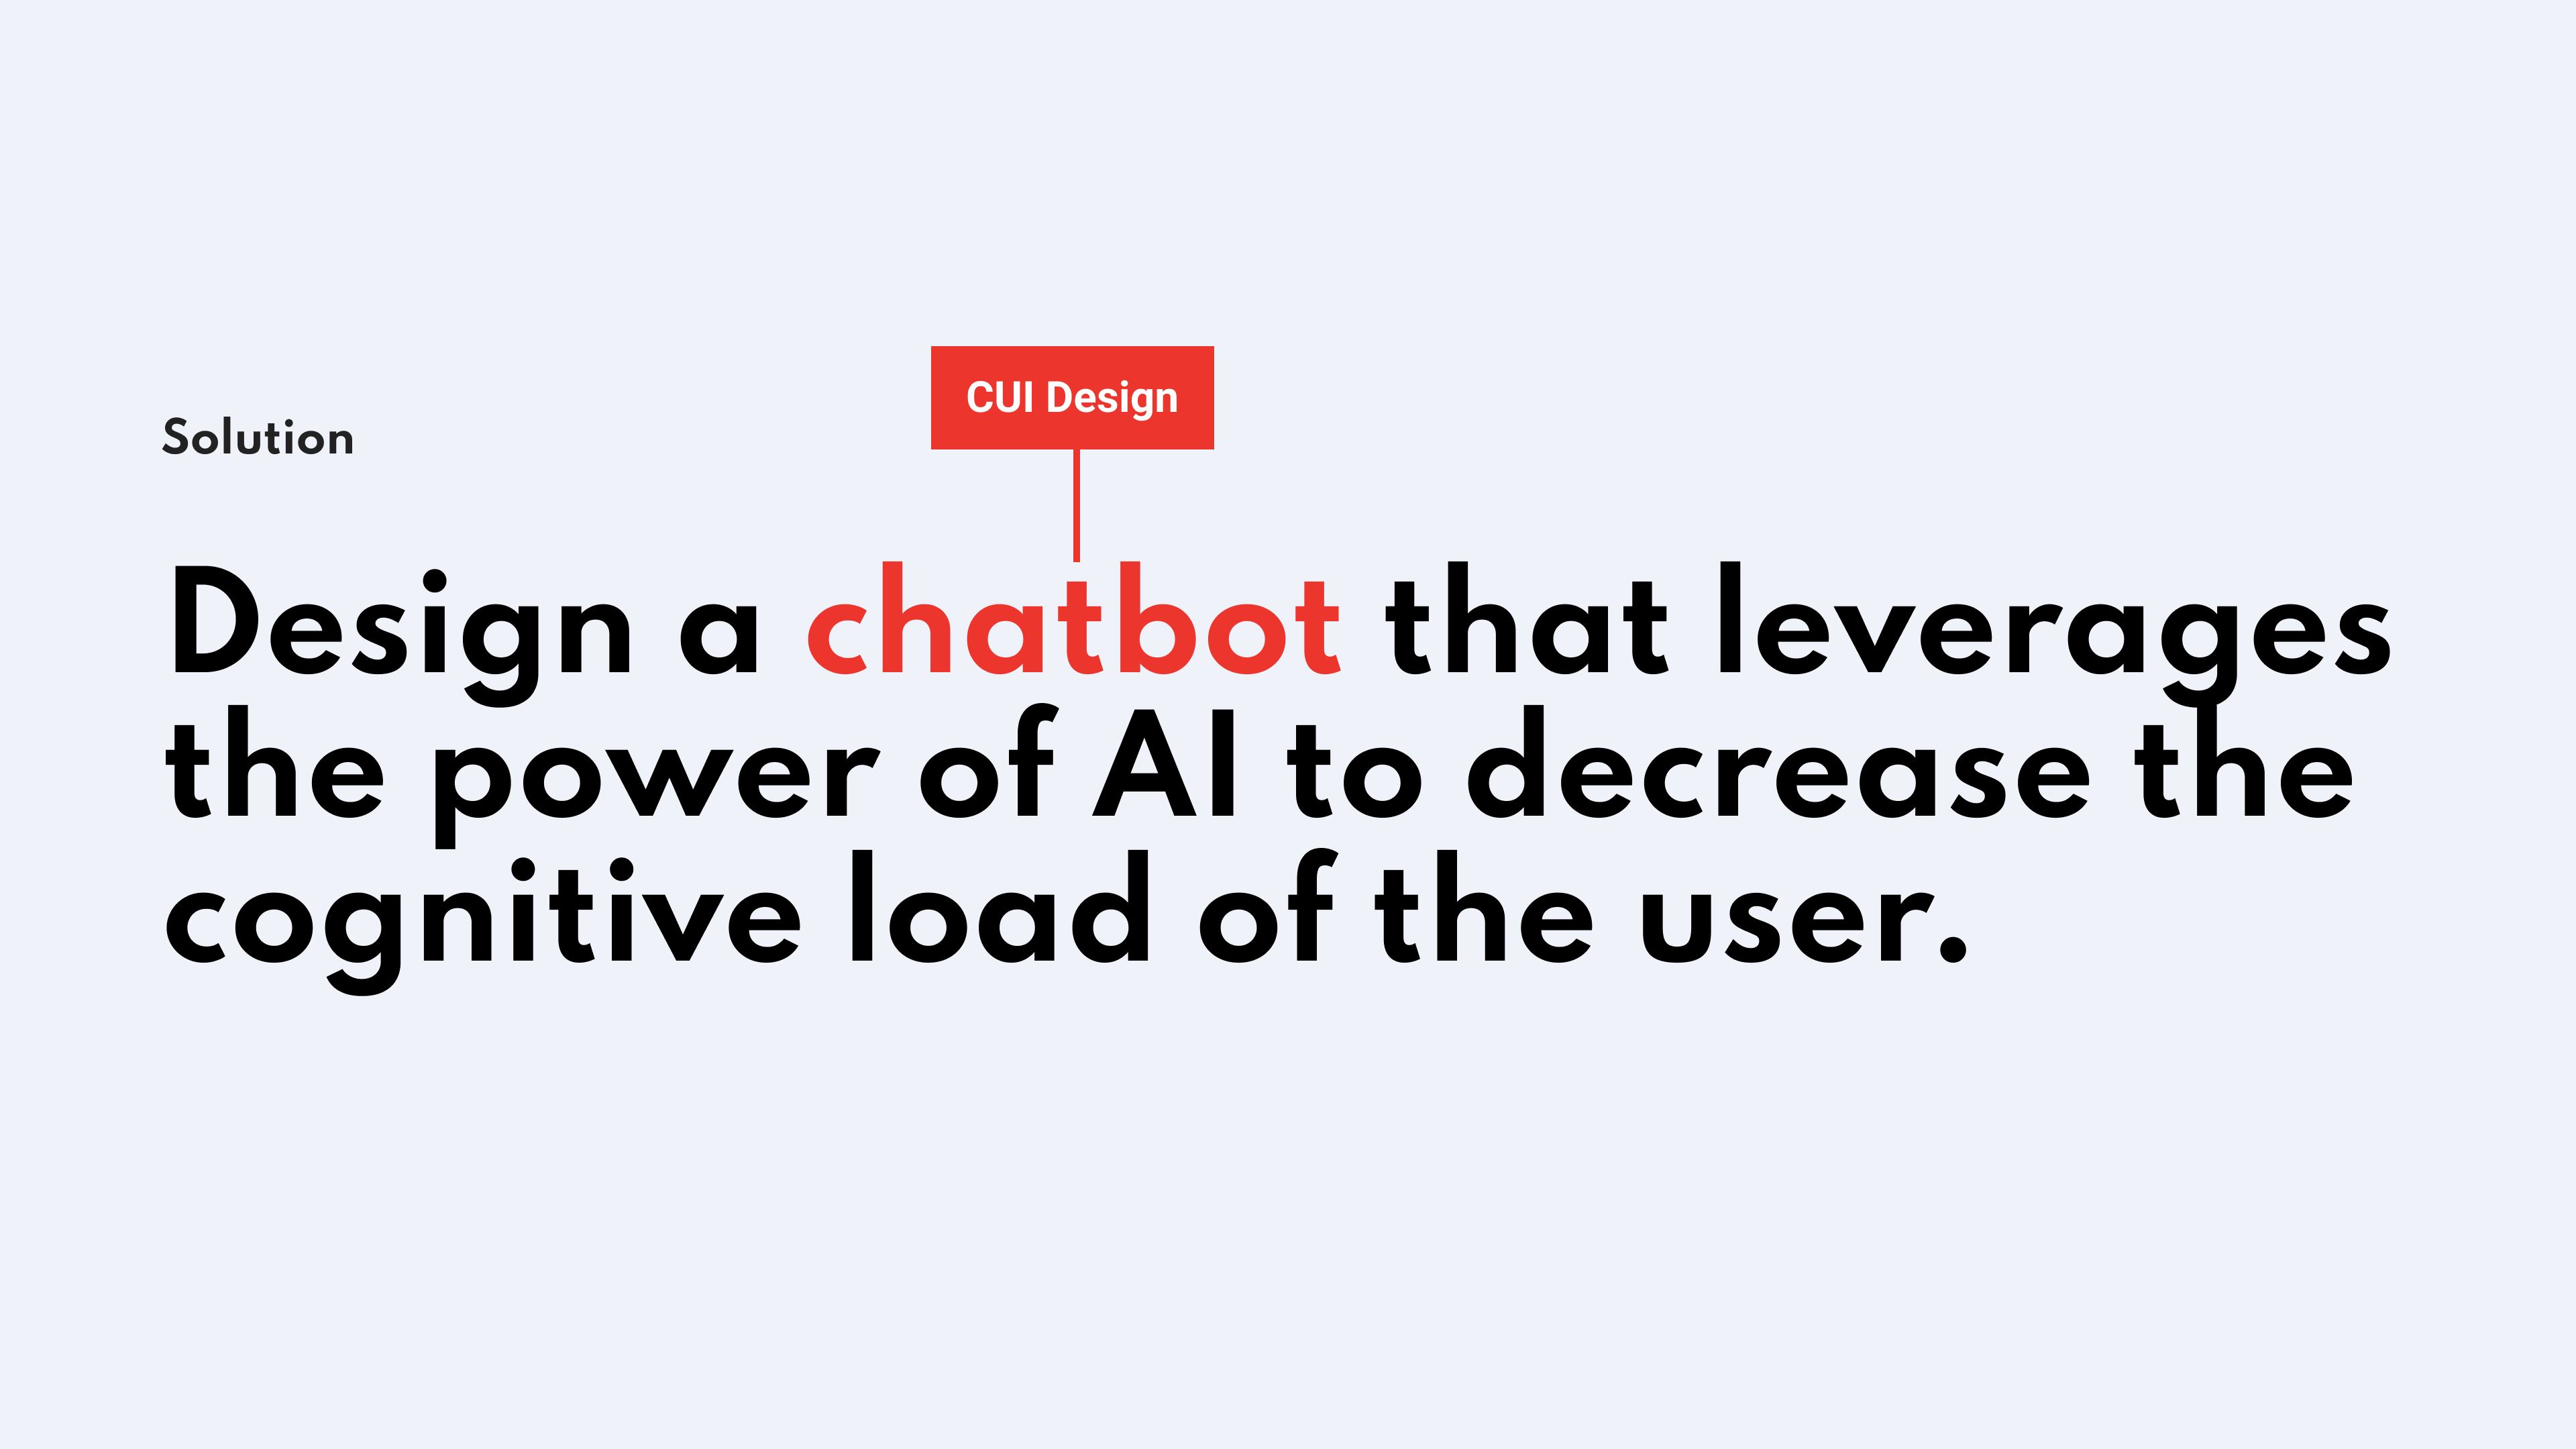 CUI Design
Solution
Design a chatbot that leverages
the power of AI to decrease the
cognitive load of the user.